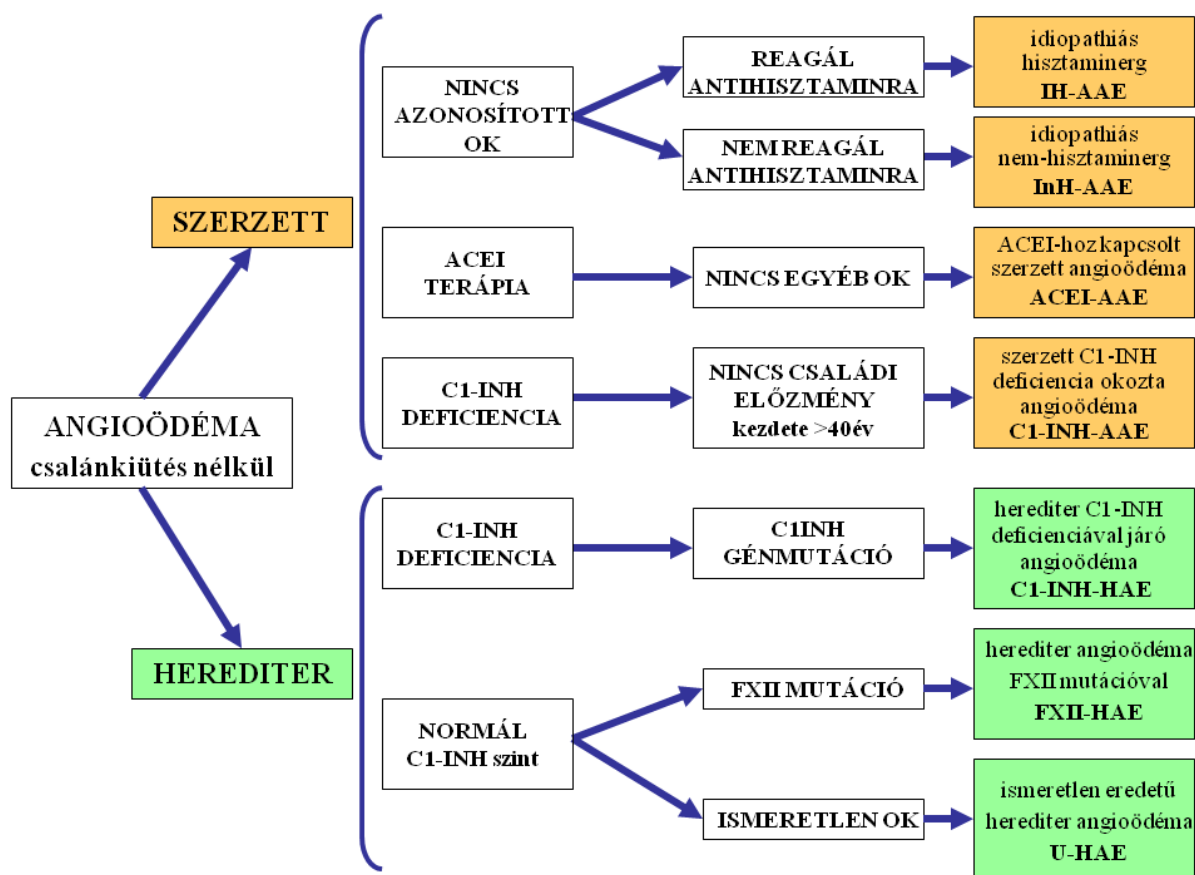 ANGIOÖDÉMA
csalánkiütés nélkül
SZERZETT
NINCS
AZONOSÍTOTT
OK
REAGÁL
ANTIHISZTAMINRA
idiopathiás
hisztaminerg
IH-AAE
NEM REAGÁL
ANTIHISZTAMINRA
idiopathiás
nem-hisztaminerg
InH-AAE
ACEI
TERÁPIA
NINCS EGYÉB OK
ACEI-hoz kapcsolt
szerzett angioödéma
ACEI-AAE
C1-INH
DEFICIENCIA
NINCS CSALÁDI
ELŐZMÉNY
kezdete >40év
szerzett C1-INH
deficiencia okozta
angioödéma
C1-INH-AAE
HEREDITER
C1-INH
DEFICIENCIA
C1INH
GÉNMUTÁCIÓ
herediter C1-INH
deficienciával járó
angioödéma
C1-INH-HAE
NORMÁL
C1-INH szint
FXII MUTÁCIÓ
herediter angioödéma
FXII mutációval
FXII-HAE
ISMERETLEN OK
ismeretlen eredetű
herediter angioödéma
U-HAE